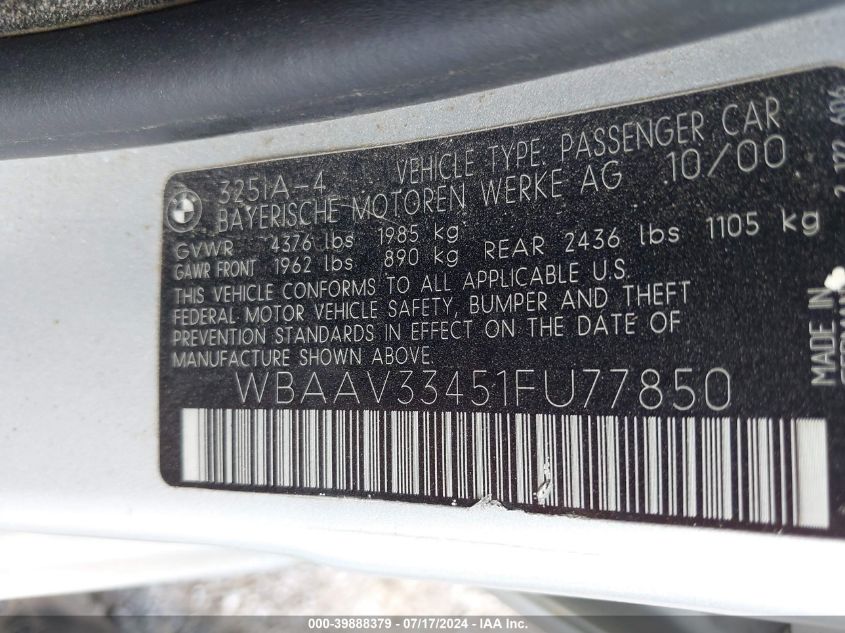 325IA-4 VEHICLE TYPE PASSENGER CAR
BAYERISCHE MOTOREN WERKE AG 10/00
GVWR 4376 lbs 1985 kg
GAWR FRONT 1962 lbs 890 kg REAR 2436 lbs 1105 kg
THIS VEHICLE CONFORMS TO ALL APPLICABLE U.S.
FEDERAL MOTOR VEHICLE SAFETY, BUMPER AND THEFT
PREVENTION STANDARDS IN EFFECT ON THE DATE OF
MANUFACTURE SHOWN ABOVE.
WBAAV33451FU77850
MADE IN
2 122 606
000-39888379 / 07/17/2024 - IAA Inc.